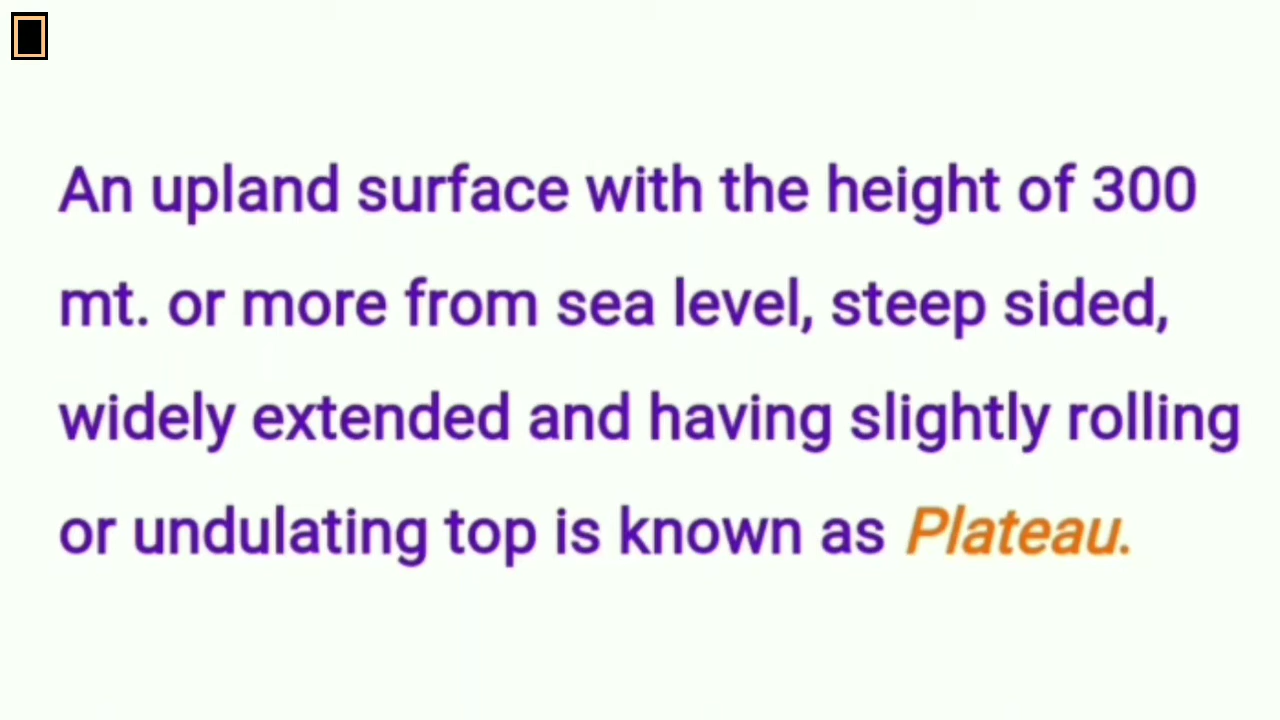 An upland surface with the height of 300
mt. or more from sea level, steep sided,
widely extended and having slightly rolling
or undulating top is known as Plateau.